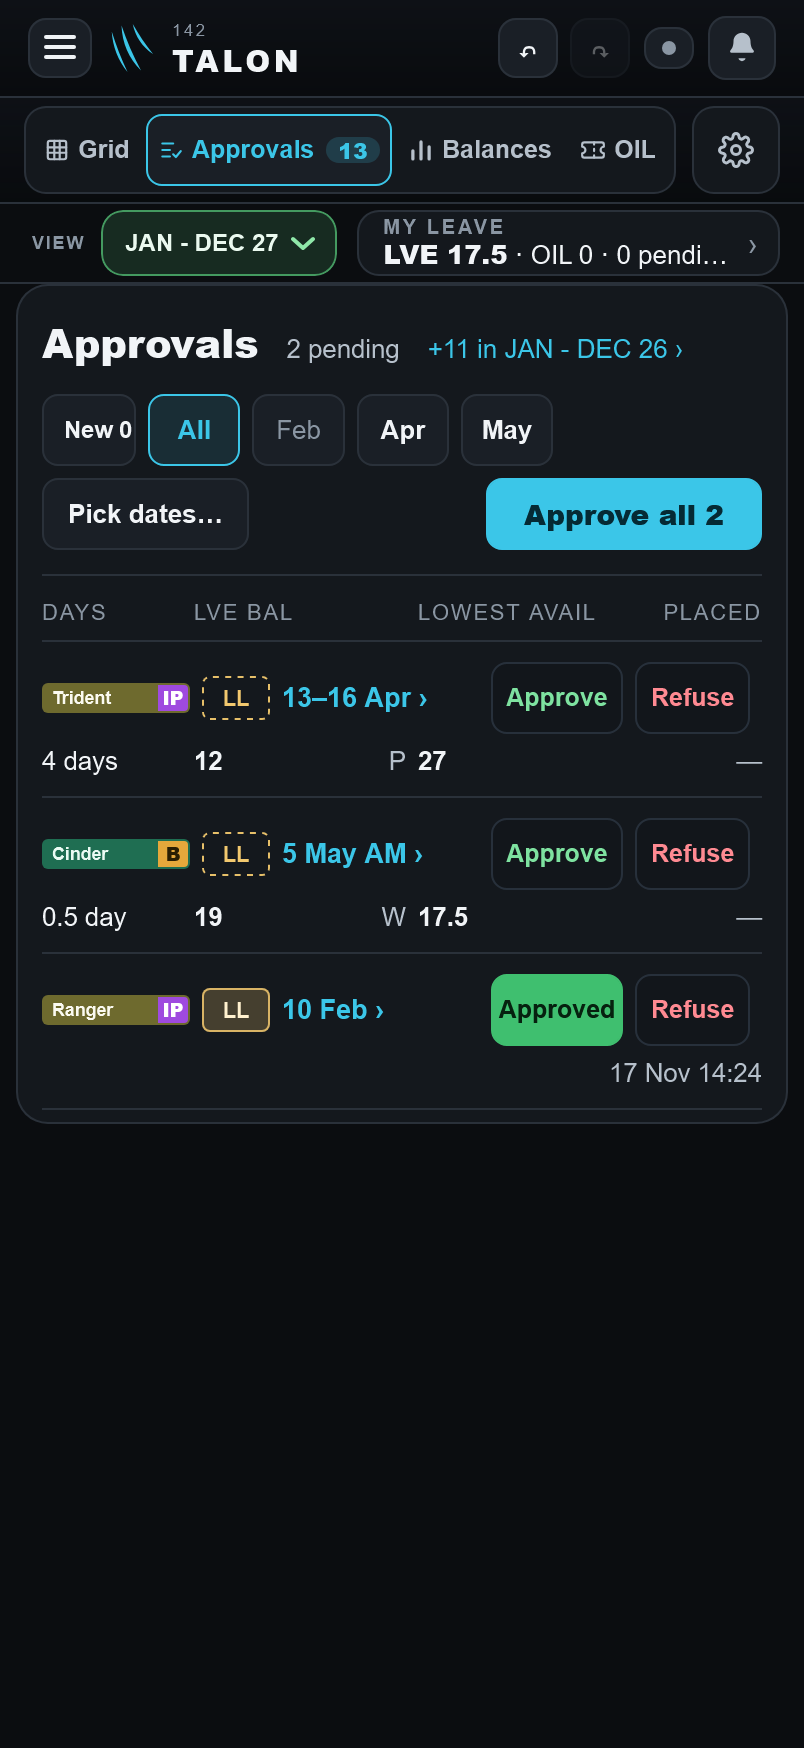 142
TALON
Grid Approvals 13 Balances OIL
VIEW JAN - DEC 27
MY LEAVE
LVE 17.5 · OIL 0 · 0 pendi… ›
Approvals 2 pending +11 in JAN - DEC 26 ›
New 0 All Feb Apr May
Pick dates… Approve all 2
DAYS LVE BAL LOWEST AVAIL PLACED
Trident IP LL 13–16 Apr › Approve Refuse
4 days 12 P 27 —
Cinder B LL 5 May AM › Approve Refuse
0.5 day 19 W 17.5 —
Ranger IP LL 10 Feb › Approved Refuse
17 Nov 14:24